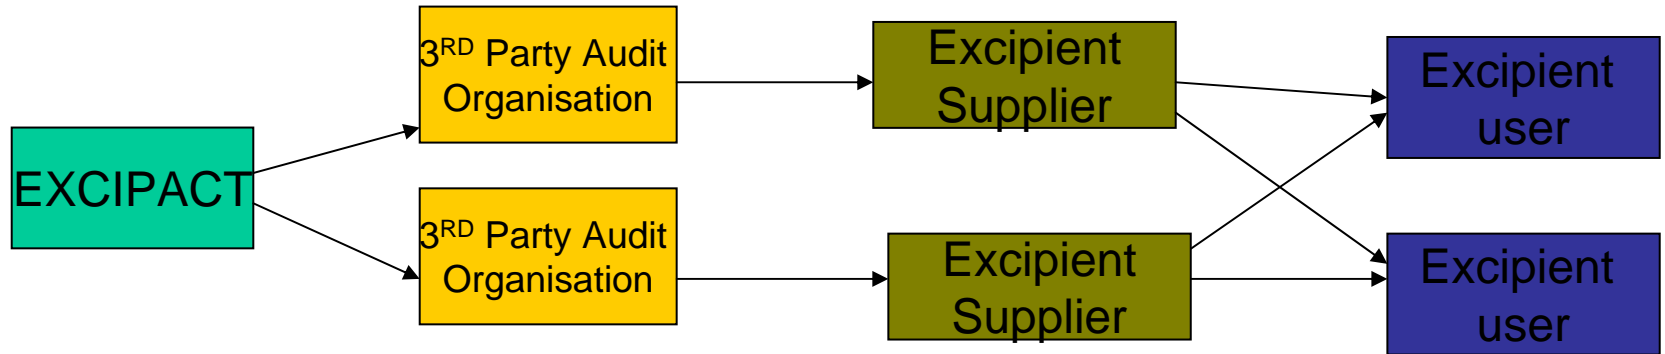 EXCIPACT
3RD Party Audit
Organisation
3RD Party Audit
Organisation
Excipient
Supplier
Excipient
Supplier
Excipient
user
Excipient
user